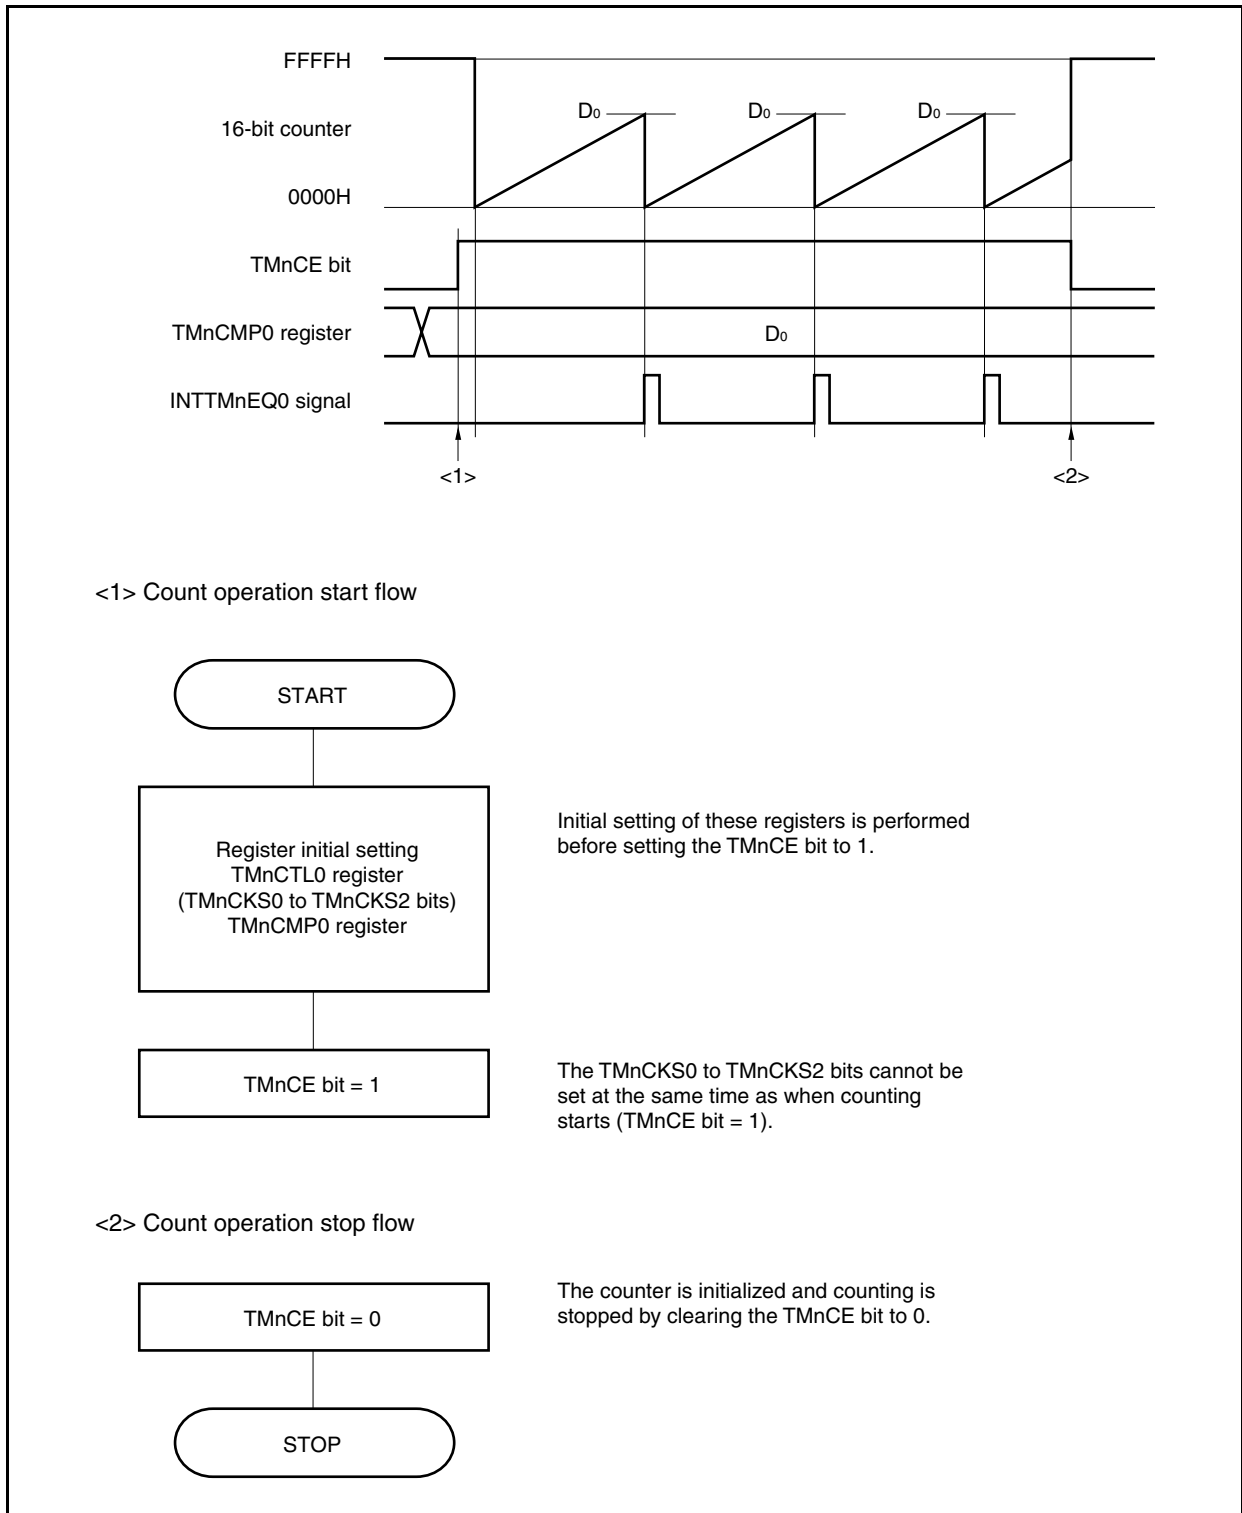 FFFFH
D0 D0 D0
16-bit counter
0000H
TMnCE bit
TMnCMP0 register D0
INTTMnEQ0 signal
<1> <2>
<1> Count operation start flow
START
Register initial setting
TMnCTL0 register
(TMnCKS0 to TMnCKS2 bits)
TMnCMP0 register
Initial setting of these registers is performed
before setting the TMnCE bit to 1.
TMnCE bit = 1
The TMnCKS0 to TMnCKS2 bits cannot be
set at the same time as when counting
starts (TMnCE bit = 1).
<2> Count operation stop flow
TMnCE bit = 0
The counter is initialized and counting is
stopped by clearing the TMnCE bit to 0.
STOP